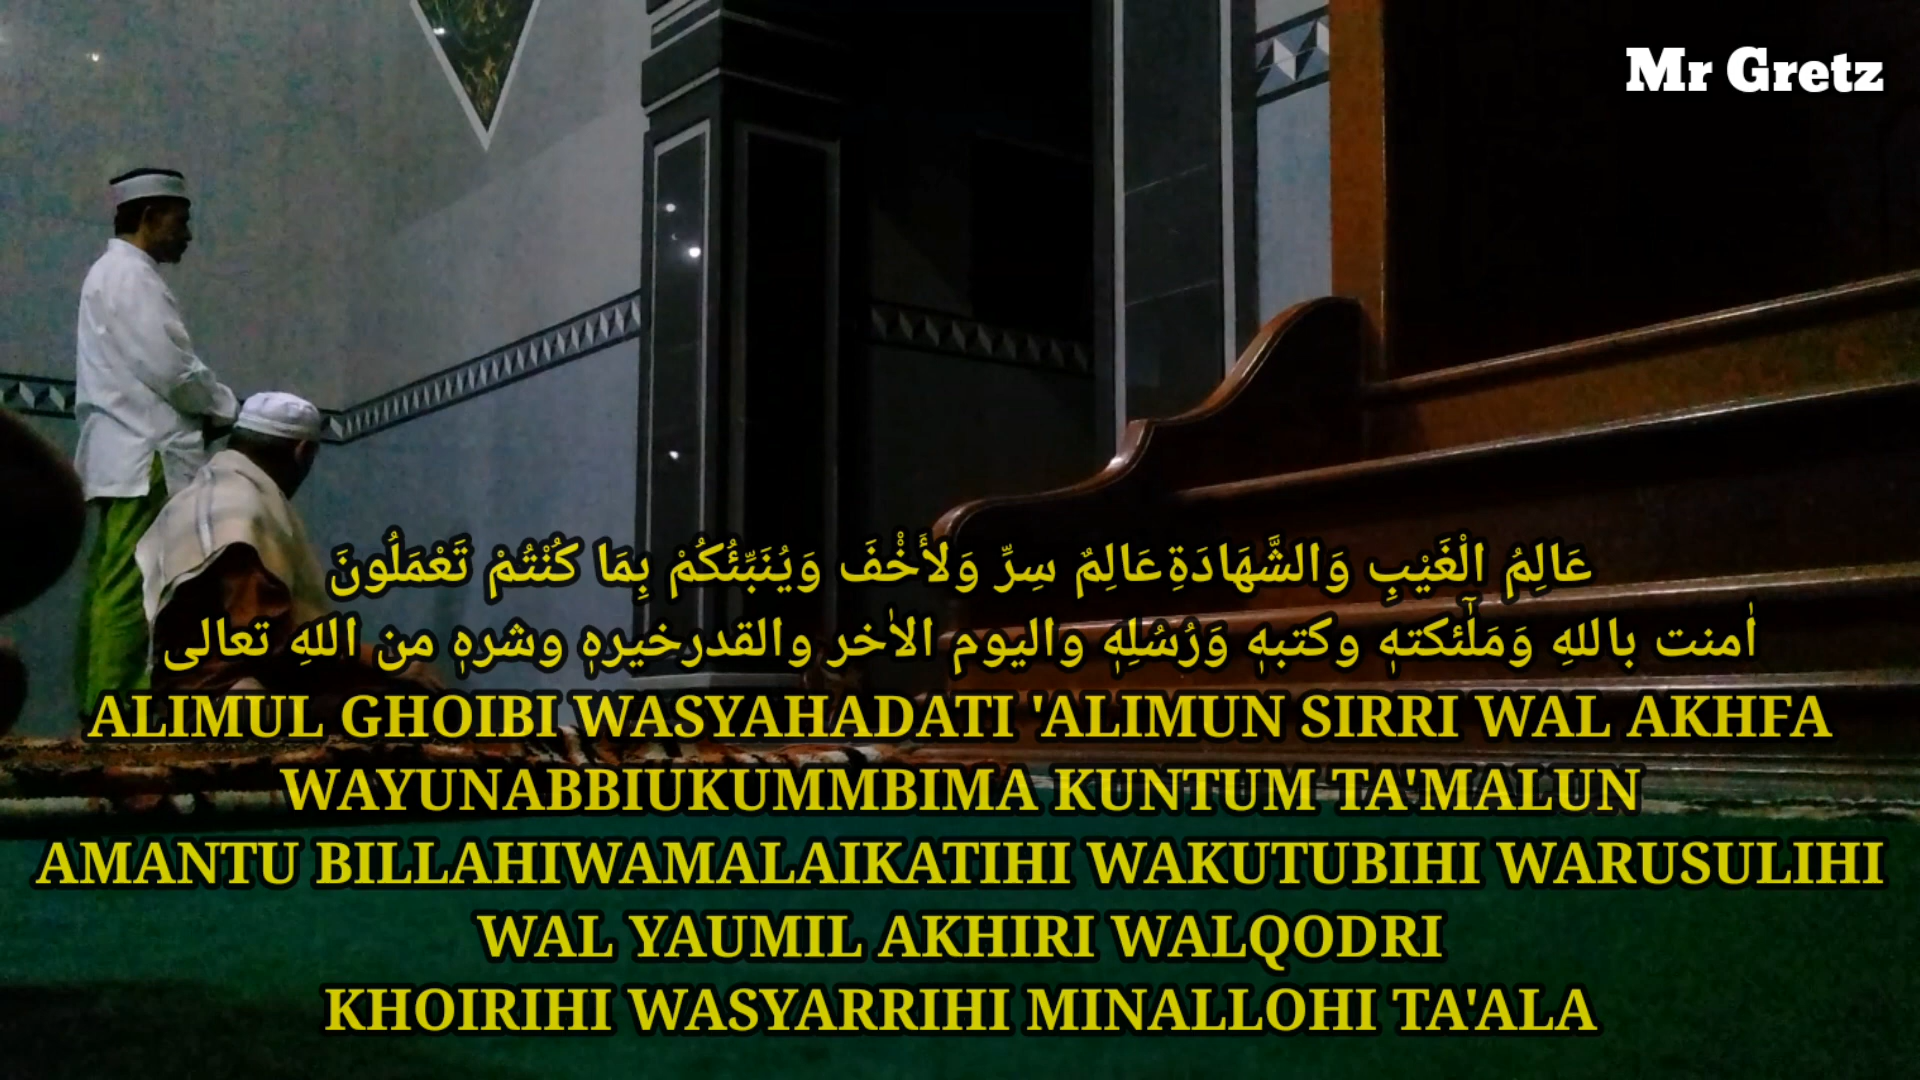 Mr Gretz
عَالِمُ الْغَيْبِ وَالشَّهَادَةِ عَالِمٌ سِرِّ وَلأَخْفَ وَيُنَبِّئُكُمْ بِمَا كُنْتُمْ تَعْمَلُونَ
اٰمنت باللهِ وَمَلٰٓئكتهٖ وكتبهٖ وَرُسُلِهٖ واليوم الاٰخر والقدرخيرهٖ وشرهٖ من اللهِ تعالى
ALIMUL GHOIBI WASYAHADATI 'ALIMUN SIRRI WAL AKHFA
WAYUNABBIUKUMMBIMA KUNTUM TA'MALUN
AMANTU BILLAHIWAMALAIKATIHI WAKUTUBIHI WARUSULIHI
WAL YAUMIL AKHIRI WALQODRI
KHOIRIHI WASYARRIHI MINALLOHI TA'ALA